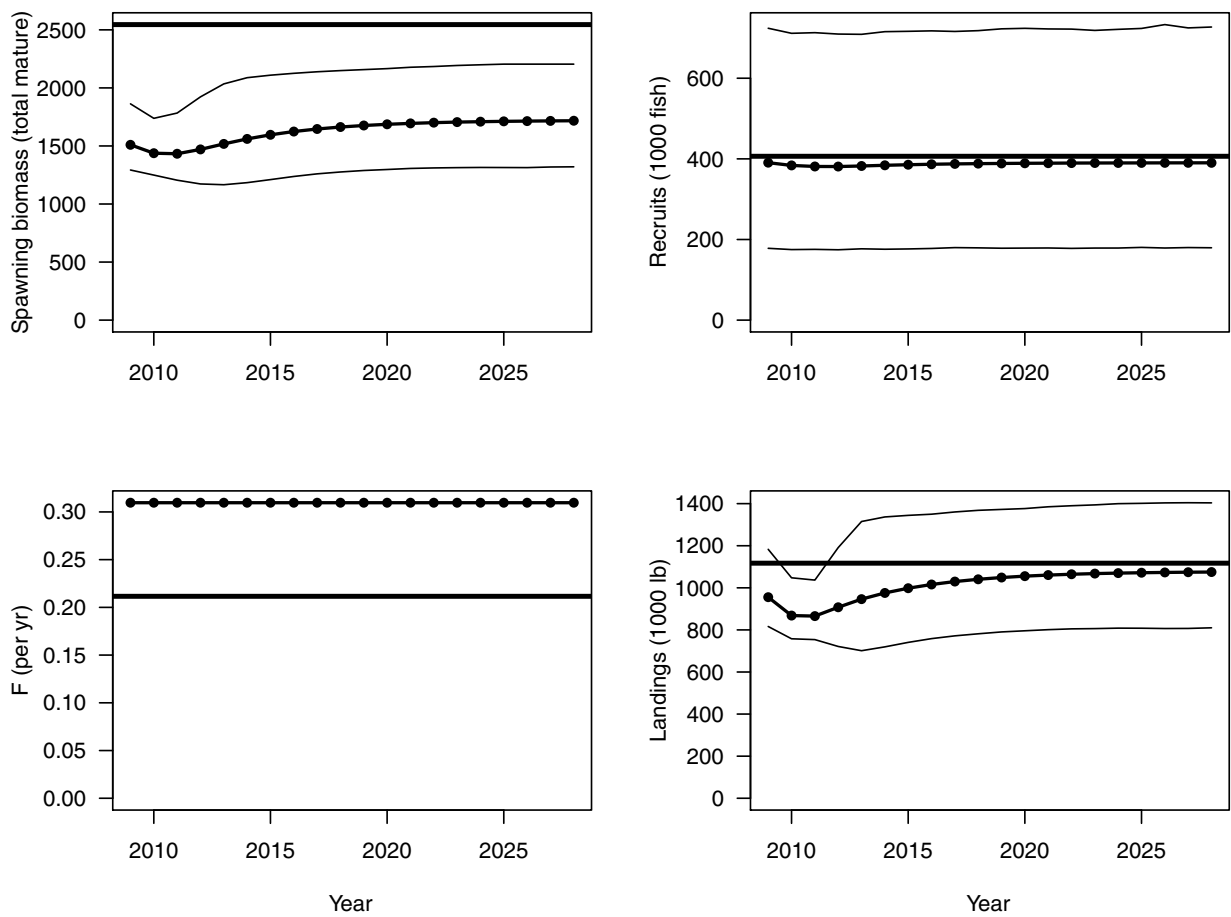 Spawning biomass (total mature)
2500
2000
1500
1000
500
0
2010 2015 2020 2025
Recruits (1000 fish)
600
400
200
0
2010 2015 2020 2025
F (per yr)
0.30
0.25
0.20
0.15
0.10
0.05
0.00
2010 2015 2020 2025
Year
Landings (1000 lb)
1400
1200
1000
800
600
400
200
0
2010 2015 2020 2025
Year